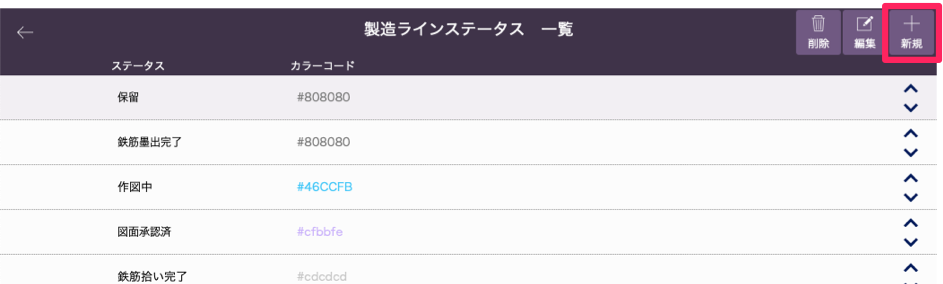 製造ラインステータス　一覧
削除 編集 新規
ステータス カラーコード
保留 #808080
鉄筋墨出完了 #808080
作図中 #46CCFB
図面承認済 #cfbbfe
鉄筋拾い完了 #cdcdcd